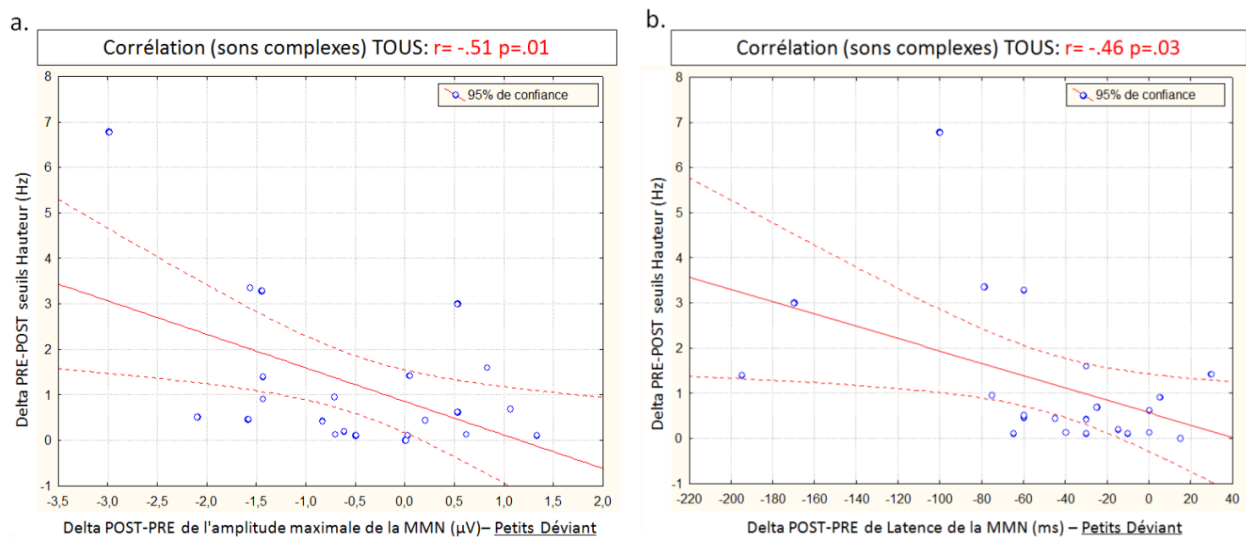 a.
Corrélation (sons complexes) TOUS: r= -.51 p=.01
95% de confiance
Delta PRE-POST seuils Hauteur (Hz)
8
7
6
5
4
3
2
1
0
-1
-3,5 -3,0 -2,5 -2,0 -1,5 -1,0 -0,5 0,0 0,5 1,0 1,5 2,0
Delta POST-PRE de l'amplitude maximale de la MMN (µV)– Petits Déviant
b.
Corrélation (sons complexes) TOUS: r= -.46 p=.03
95% de confiance
Delta PRE-POST seuils Hauteur (Hz)
8
7
6
5
4
3
2
1
0
-1
-220 -200 -180 -160 -140 -120 -100 -80 -60 -40 -20 0 20 40
Delta POST-PRE de Latence de la MMN (ms) – Petits Déviant